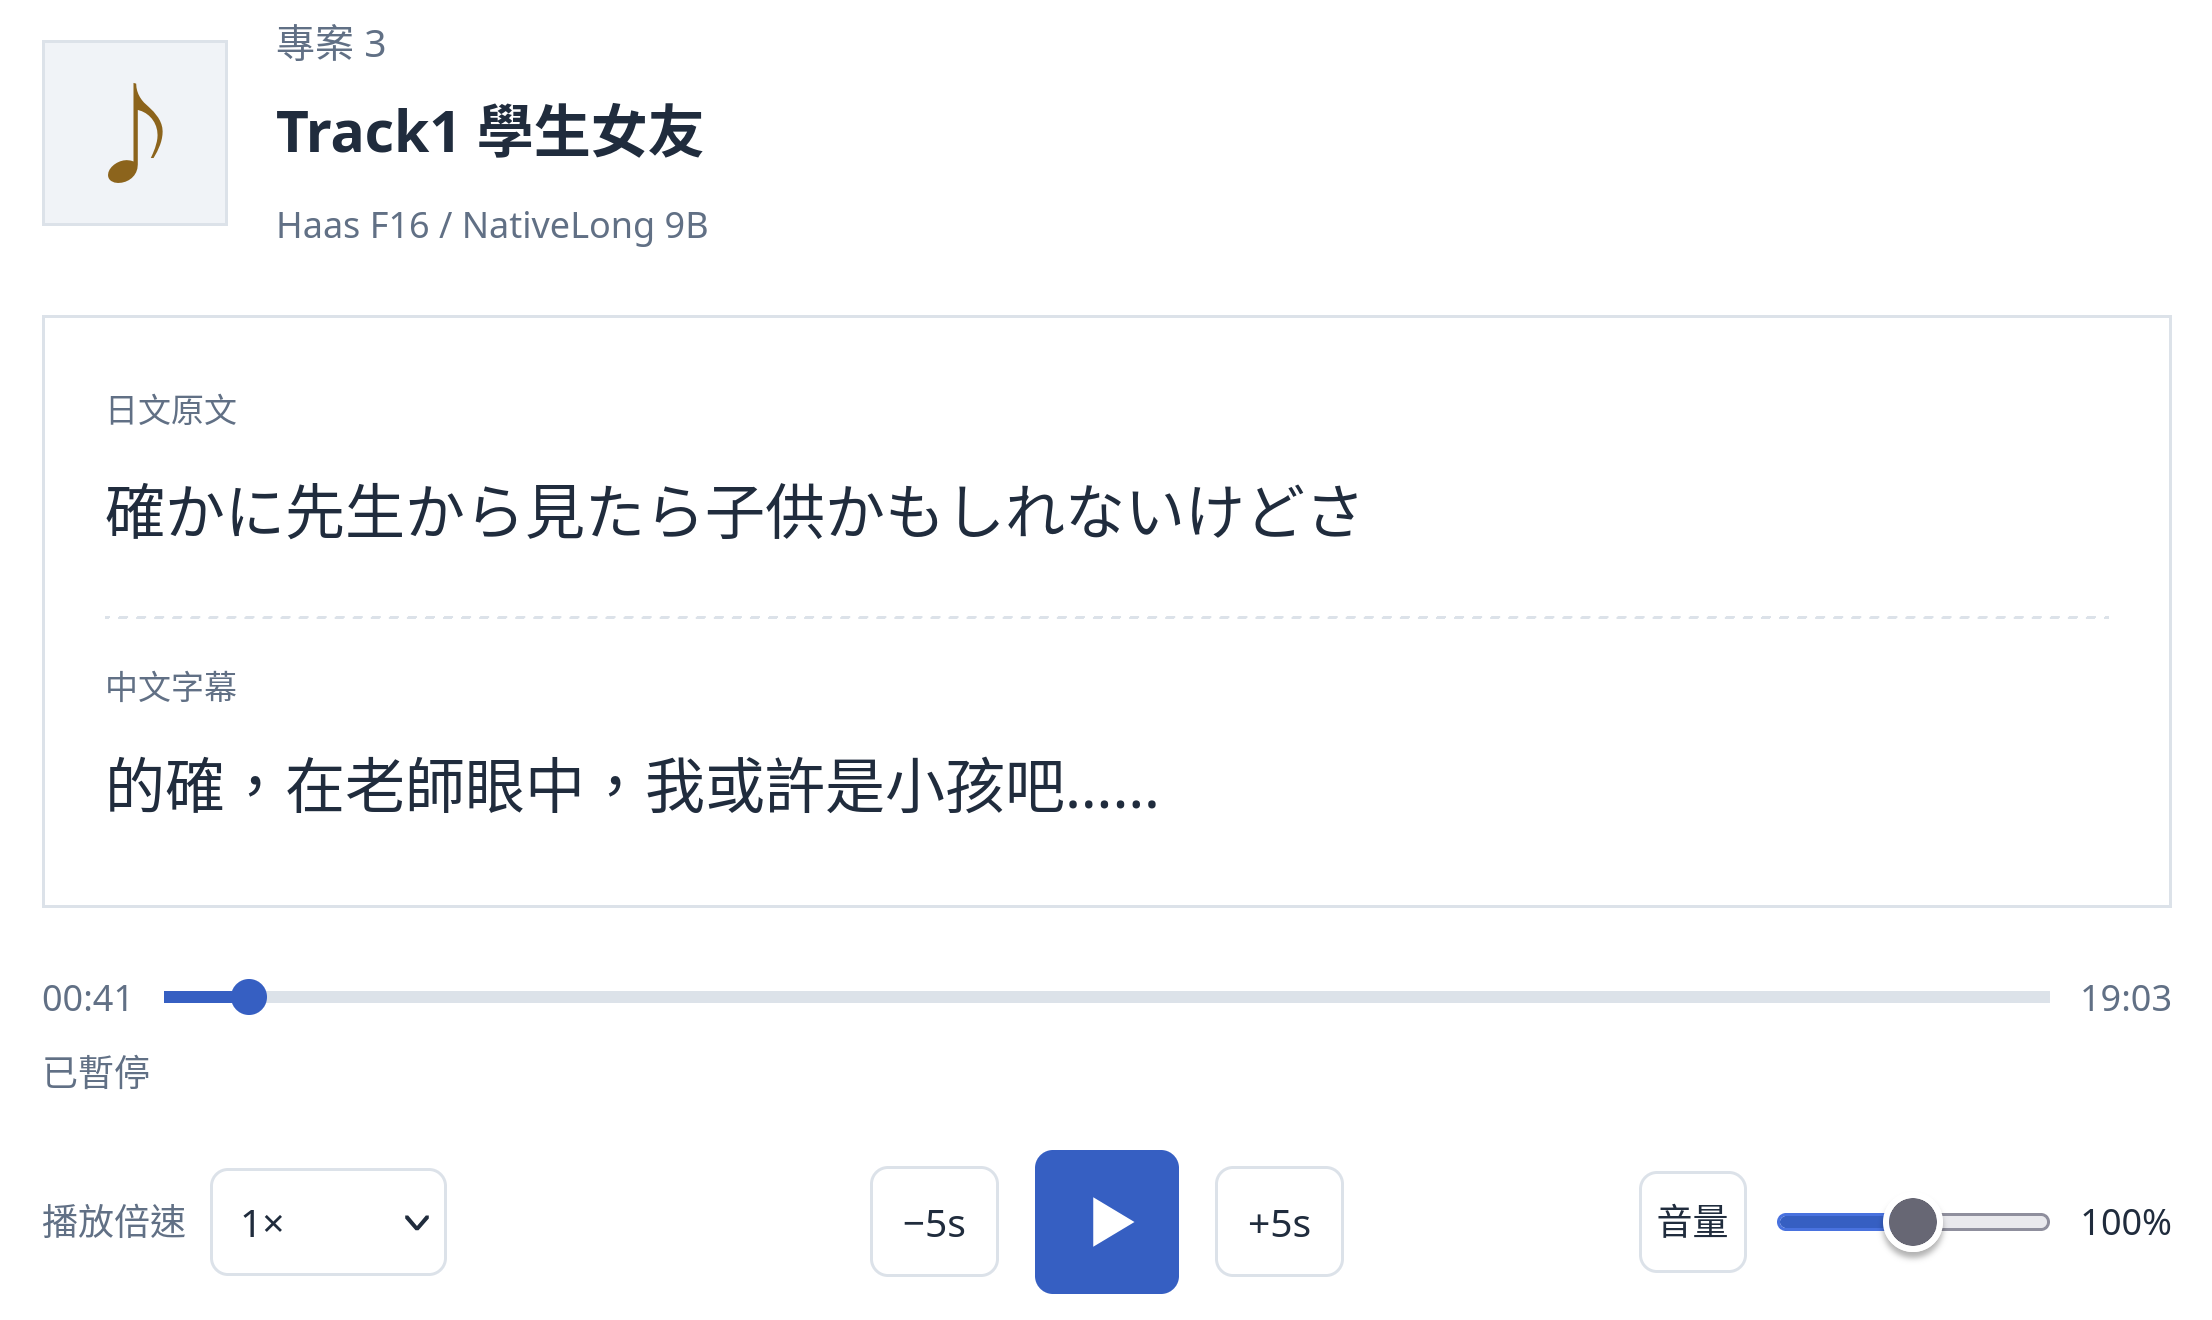 專案 3
Track1 學生女友
Haas F16 / NativeLong 9B
日文原文
確かに先生から見たら子供かもしれないけどさ
中文字幕
的確，在老師眼中，我或許是小孩吧......
00:41 19:03
已暫停
播放倍速 1× −5s +5s 音量 100%